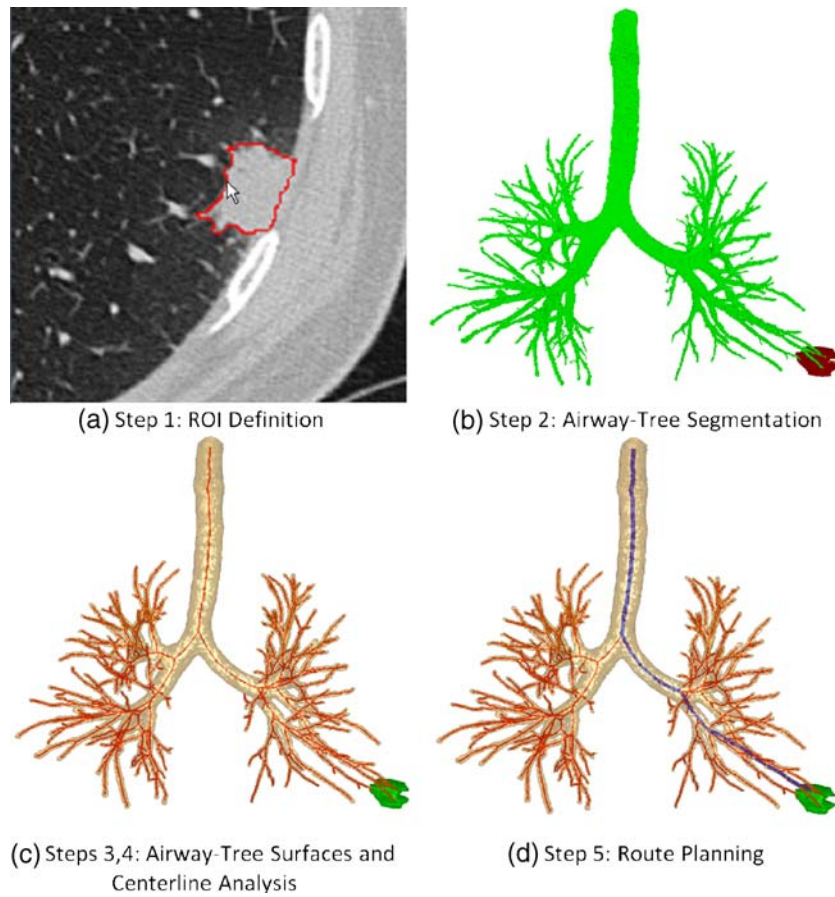 (a) Step 1: ROI Definition
(b) Step 2: Airway-Tree Segmentation
(c) Steps 3,4: Airway-Tree Surfaces and
Centerline Analysis
(d) Step 5: Route Planning